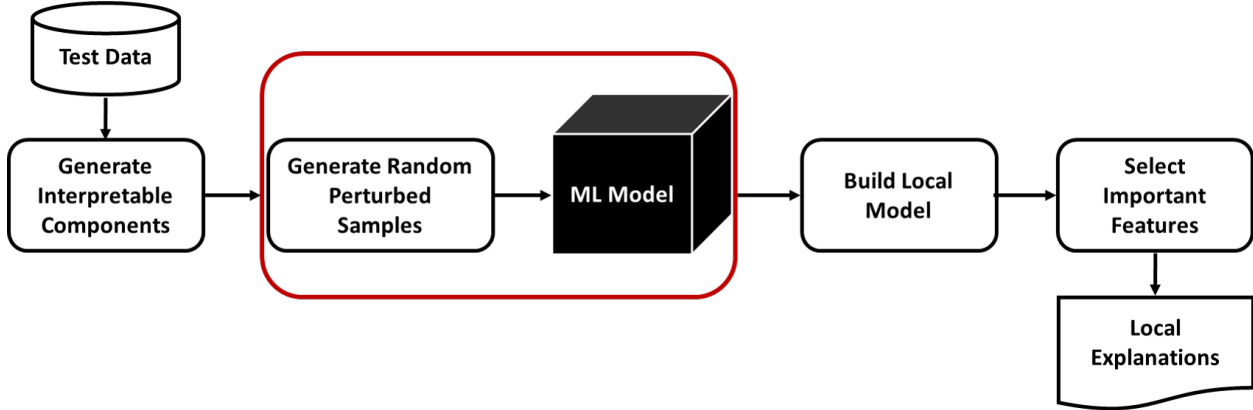 Test Data
Generate
Interpretable
Components
Generate Random
Perturbed
Samples
ML Model
Build Local
Model
Select
Important
Features
Local
Explanations